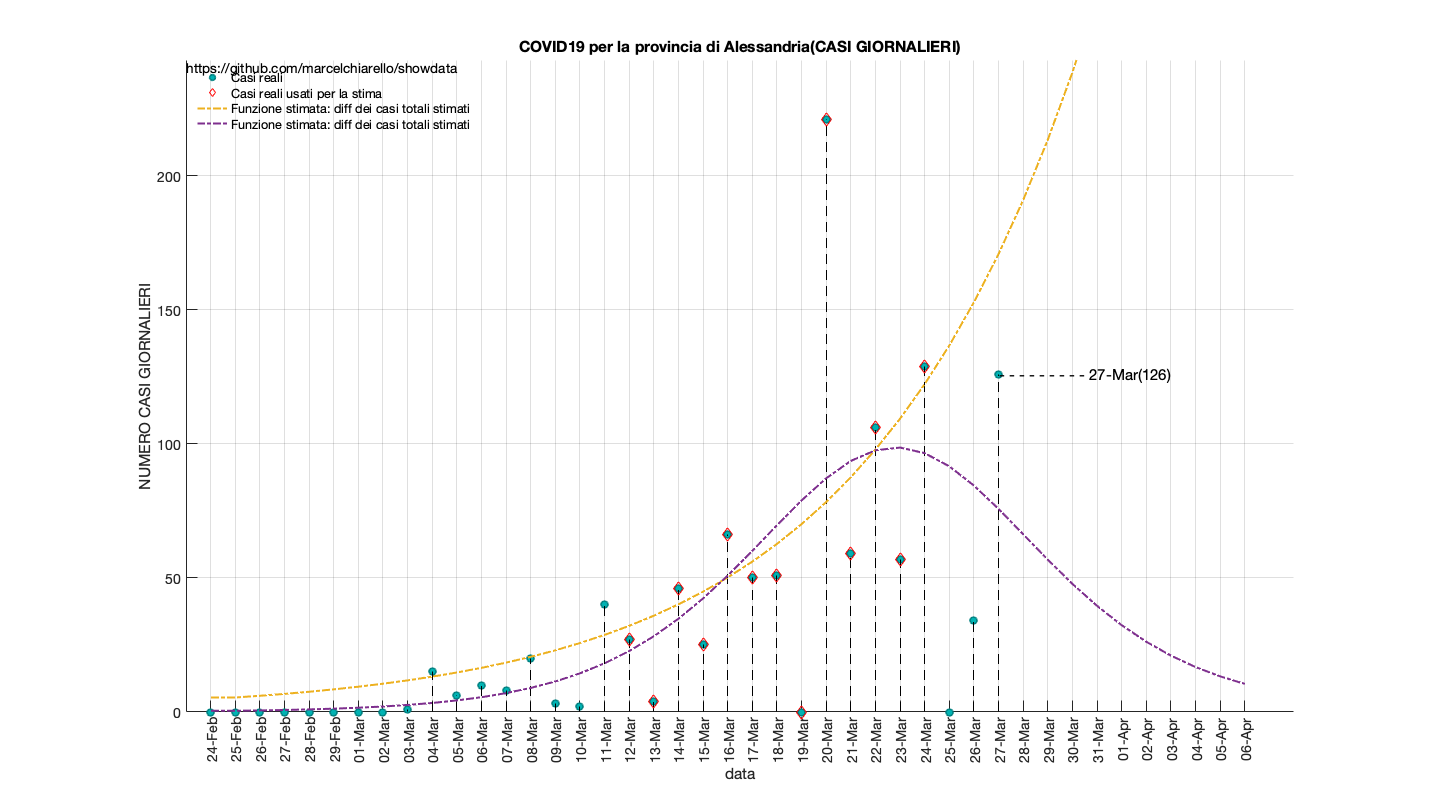 COVID19 per la provincia di Alessandria(CASI GIORNALIERI)
https://github.com/marcelchiarello/showdata
Casi reali
Casi reali usati per la stima
Funzione stimata: diff dei casi totali stimati
Funzione stimata: diff dei casi totali stimati
NUMERO CASI GIORNALIERI
200
150
100
50
0
27-Mar(126)
24-Feb
25-Feb
26-Feb
27-Feb
28-Feb
29-Feb
01-Mar
02-Mar
03-Mar
04-Mar
05-Mar
06-Mar
07-Mar
08-Mar
09-Mar
10-Mar
11-Mar
12-Mar
13-Mar
14-Mar
15-Mar
16-Mar
17-Mar
18-Mar
19-Mar
20-Mar
21-Mar
22-Mar
23-Mar
24-Mar
25-Mar
26-Mar
27-Mar
28-Mar
29-Mar
30-Mar
31-Mar
01-Apr
02-Apr
03-Apr
04-Apr
05-Apr
06-Apr
data